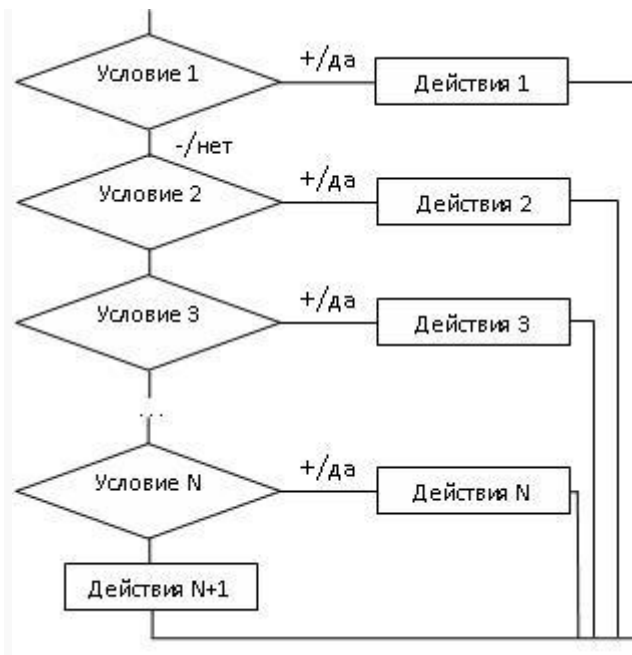 Условие 1
+/да
Действия 1
-/нет
Условие 2
+/да
Действия 2
Условие 3
+/да
Действия 3
...
Условие N
+/да
Действия N
Действия N+1